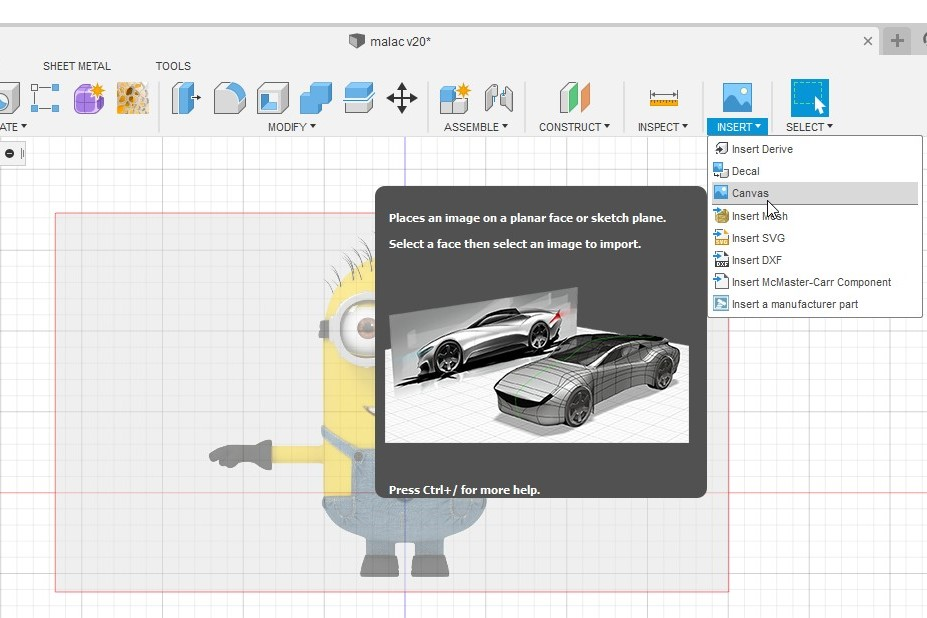 malac v20*
SHEET METAL
TOOLS
ATE
MODIFY
ASSEMBLE
CONSTRUCT
INSPECT
INSERT
SELECT
Insert Derive
Decal
Canvas
Insert Mesh
Insert SVG
Insert DXF
Insert McMaster-Carr Component
Insert a manufacturer part
Places an image on a planar face or sketch plane.
Select a face then select an image to import.
Press Ctrl+/ for more help.